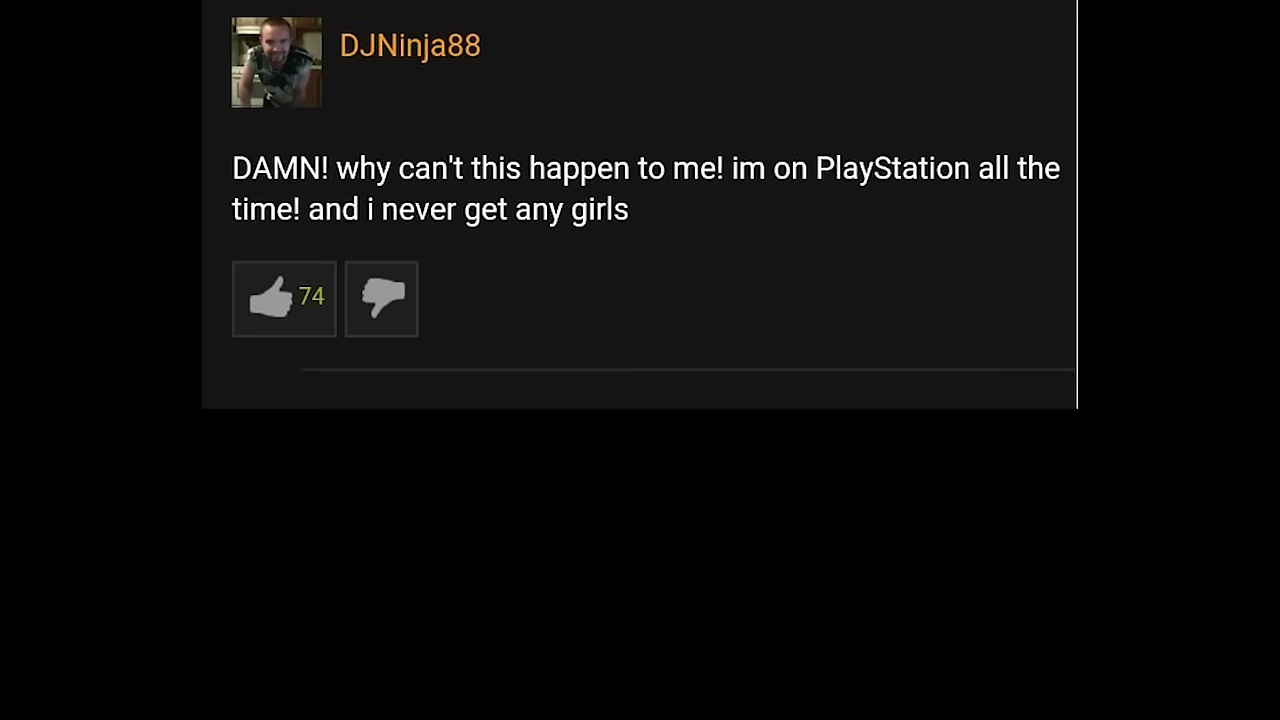 DJNinja88
DAMN! why can't this happen to me! im on PlayStation all the
time! and i never get any girls
74